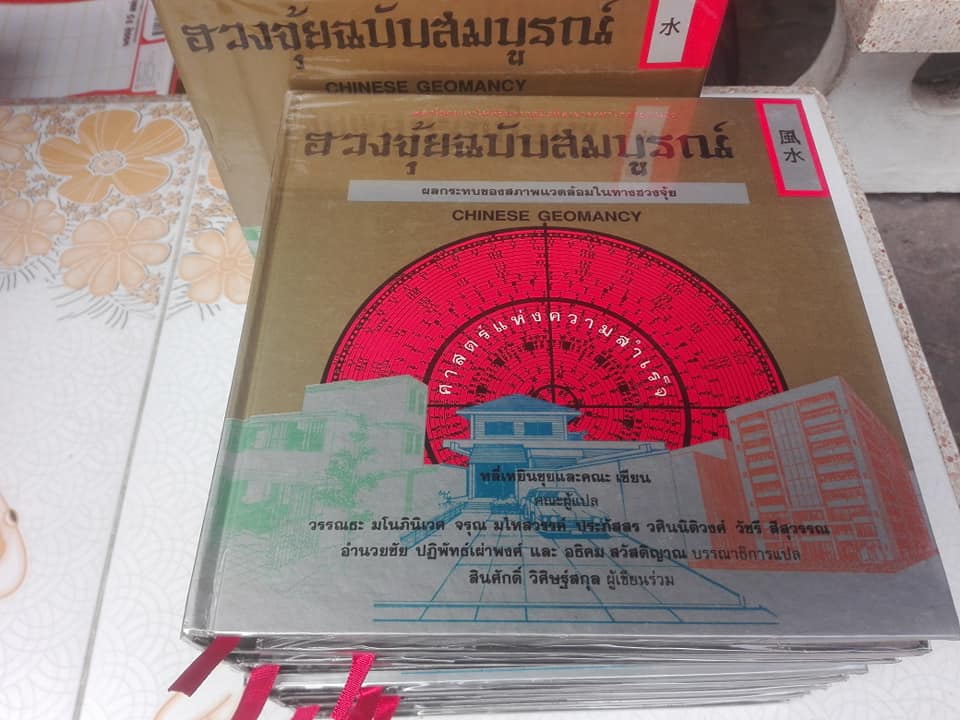 ฮวงจุ้ยฉบับสมบูรณ์
水
CHINESE GEOMANCY
ฮวงจุ้ยฉบับสมบูรณ์
風水
ผลกระทบของสภาพแวดล้อมในทางฮวงจุ้ย
CHINESE GEOMANCY
ศาสตร์แห่งความสำเร็จ
หลี่เหยินขุยและคณะ เขียน
คณะผู้แปล
วรรณธะ มโนภินิเวศ จรุณ มไหสวรรค์ ประภัสสร วศินนิติวงศ์ วัชรี สีสุวรรณ
อำนวยชัย ปฏิพัทธ์เผ่าพงศ์ และ อธิคม สวัสดิญาณ บรรณาธิการแปล
สินศักดิ์ วิศิษฐ์สกุล ผู้เขียนร่วม